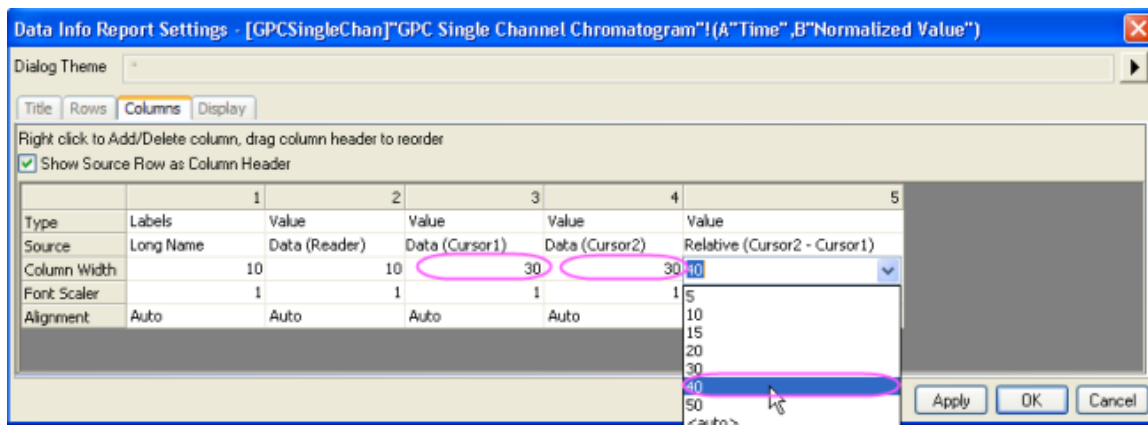 Data Info Report Settings - [GPCSingleChan]"GPC Single Channel Chromatogram"!(A"Time",B"Normalized Value")
Dialog Theme *
Title Rows Columns Display
Right click to Add/Delete column, drag column header to reorder
Show Source Row as Column Header
1 2 3 4 5
Type Labels Value Value Value Value
Source Long Name Data (Reader) Data (Cursor1) Data (Cursor2) Relative (Cursor2 - Cursor1)
Column Width 10 10 30 30 40
Font Scaler 1 1 1 1
Alignment Auto Auto Auto Auto
5
10
15
20
30
40
50
<auto>
Apply OK Cancel